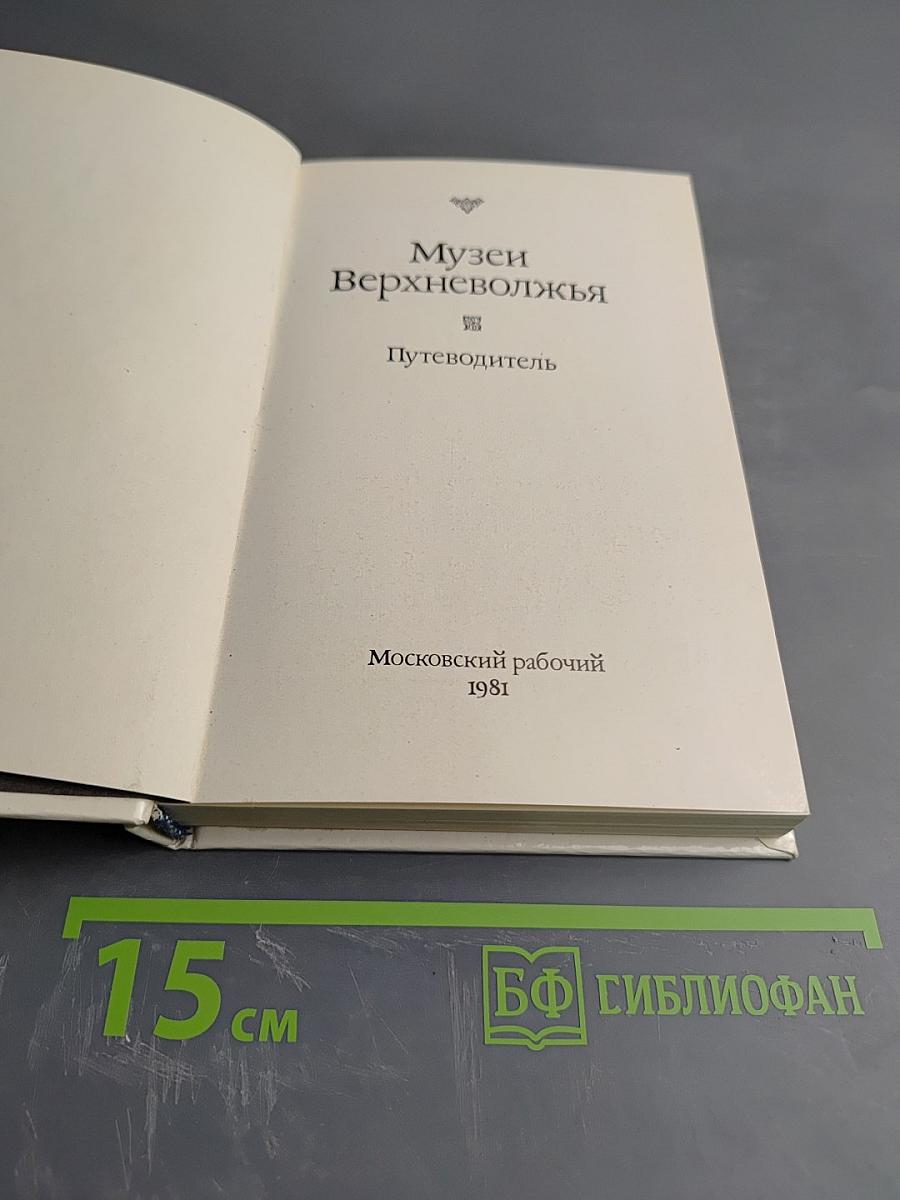 Музеи
Верхневолжья
Путеводитель
Московский рабочий
1981
15 см
БФ БИБЛИОФАН